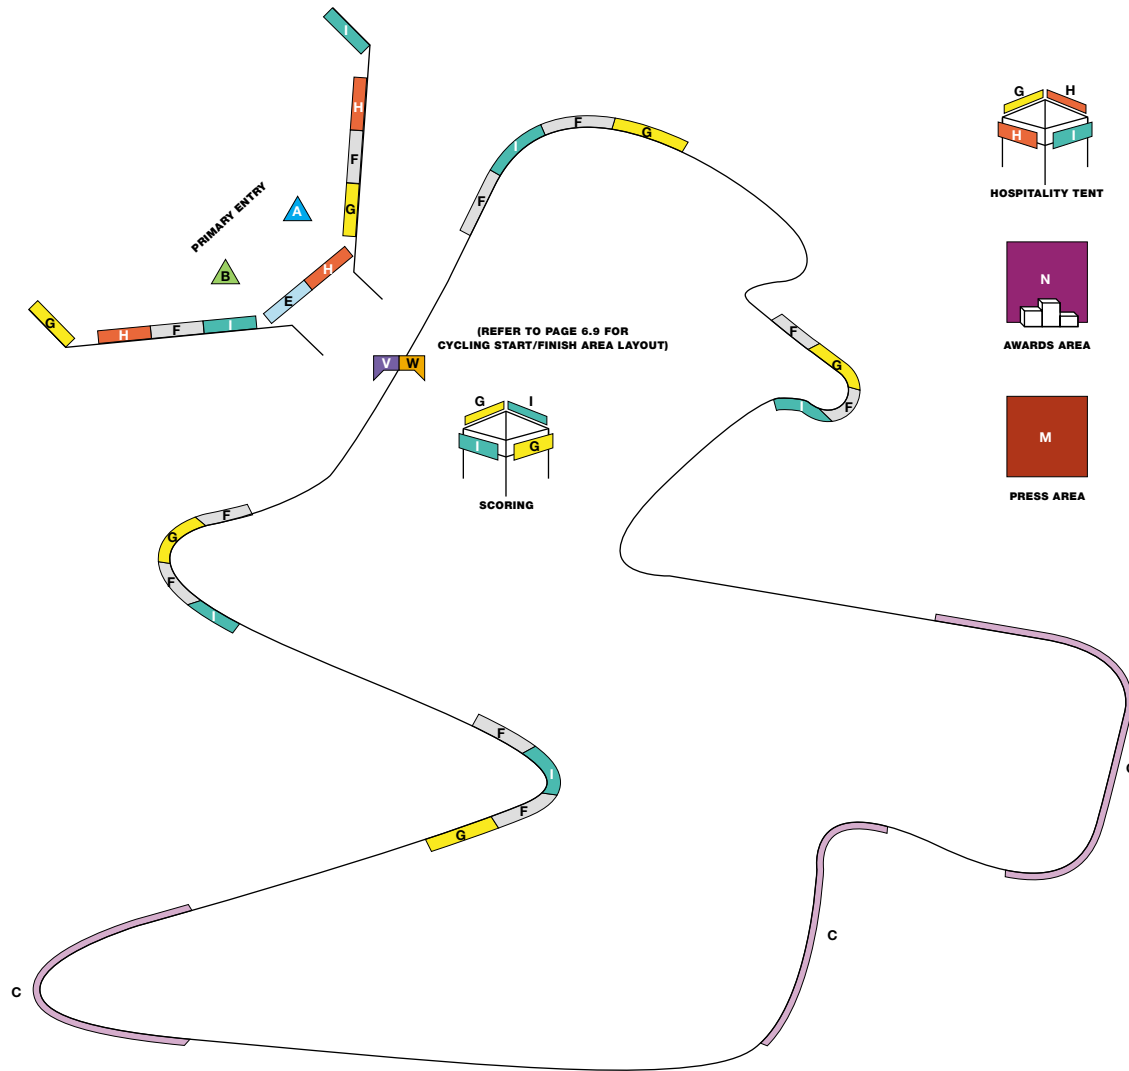 I
H
F
G
PRIMARY ENTRY
A
B
H
E
G
H
F
I
F
I
F
G
G
H
H
I
HOSPITALITY TENT
N
AWARDS AREA
M
PRESS AREA
(REFER TO PAGE 6.9 FOR
CYCLING START/FINISH AREA LAYOUT)
V W
G I
I G
SCORING
F
G
F
I
F
G
F
I
F
I
F
G
C
C